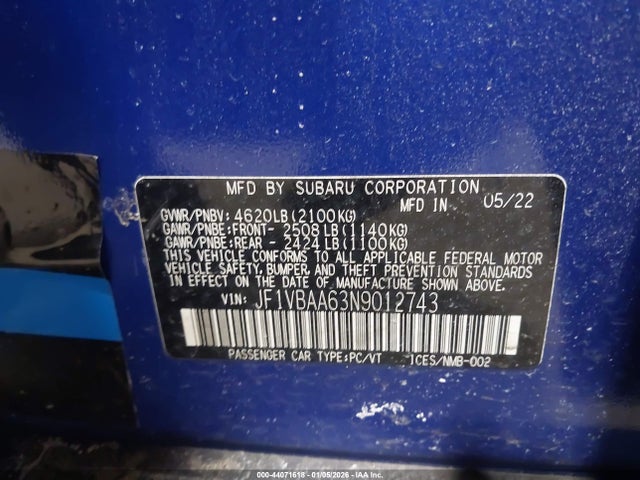 MFD BY SUBARU CORPORATION
MFD IN 05/22
GVWR/PNBV: 4620LB(2100KG)
GAWR/PNBE:FRONT- 2508 LB(1140KG)
GAWR/PNBE:REAR - 2424 LB(1100KG)
THIS VEHICLE CONFORMS TO ALL APPLICABLE FEDERAL MOTOR
VEHICLE SAFETY, BUMPER, AND THEFT PREVENTION STANDARDS
IN EFFECT ON THE DATE OF MANUFACTURE SHOWN ABOVE.
VIN: JF1VBAA63N9012743
PASSENGER CAR TYPE:PC/VT ICES/NMB-002
000-44071618 - 01/05/2026 - IAA Inc.